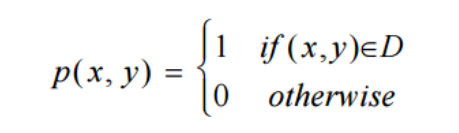 p(x, y) = { 1 if (x,y)∈D
0 otherwise